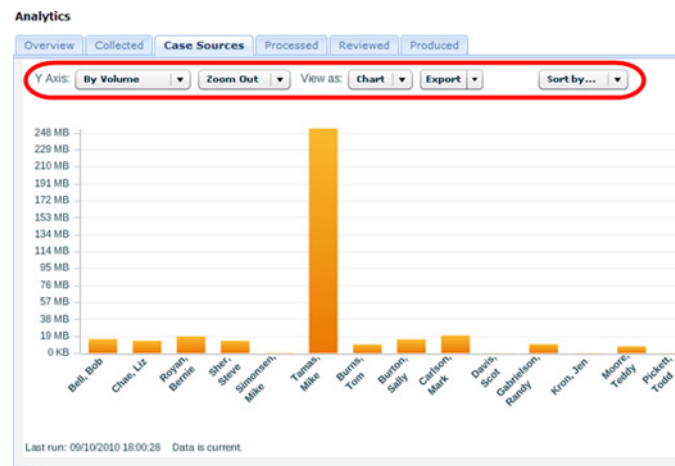 Analytics
Overview Collected Case Sources Processed Reviewed Produced
Y Axis: By Volume Zoom Out View as: Chart Export Sort by...
248 MB
229 MB
210 MB
191 MB
172 MB
153 MB
134 MB
114 MB
95 MB
76 MB
57 MB
38 MB
19 MB
0 KB
Bell, Bob
Chae, Liz
Royan,
Bernie
Sher,
Steve
Simonsen,
Mike
Tamas,
Mike
Burns,
Tom
Burton,
Sally
Carlson,
Mark
Davis,
Scot
Gabrielson,
Randy
Kron, Jen
Moore,
Teddy
Pickett,
Todd
Last run: 09/10/2010 18:00:28 Data is current.